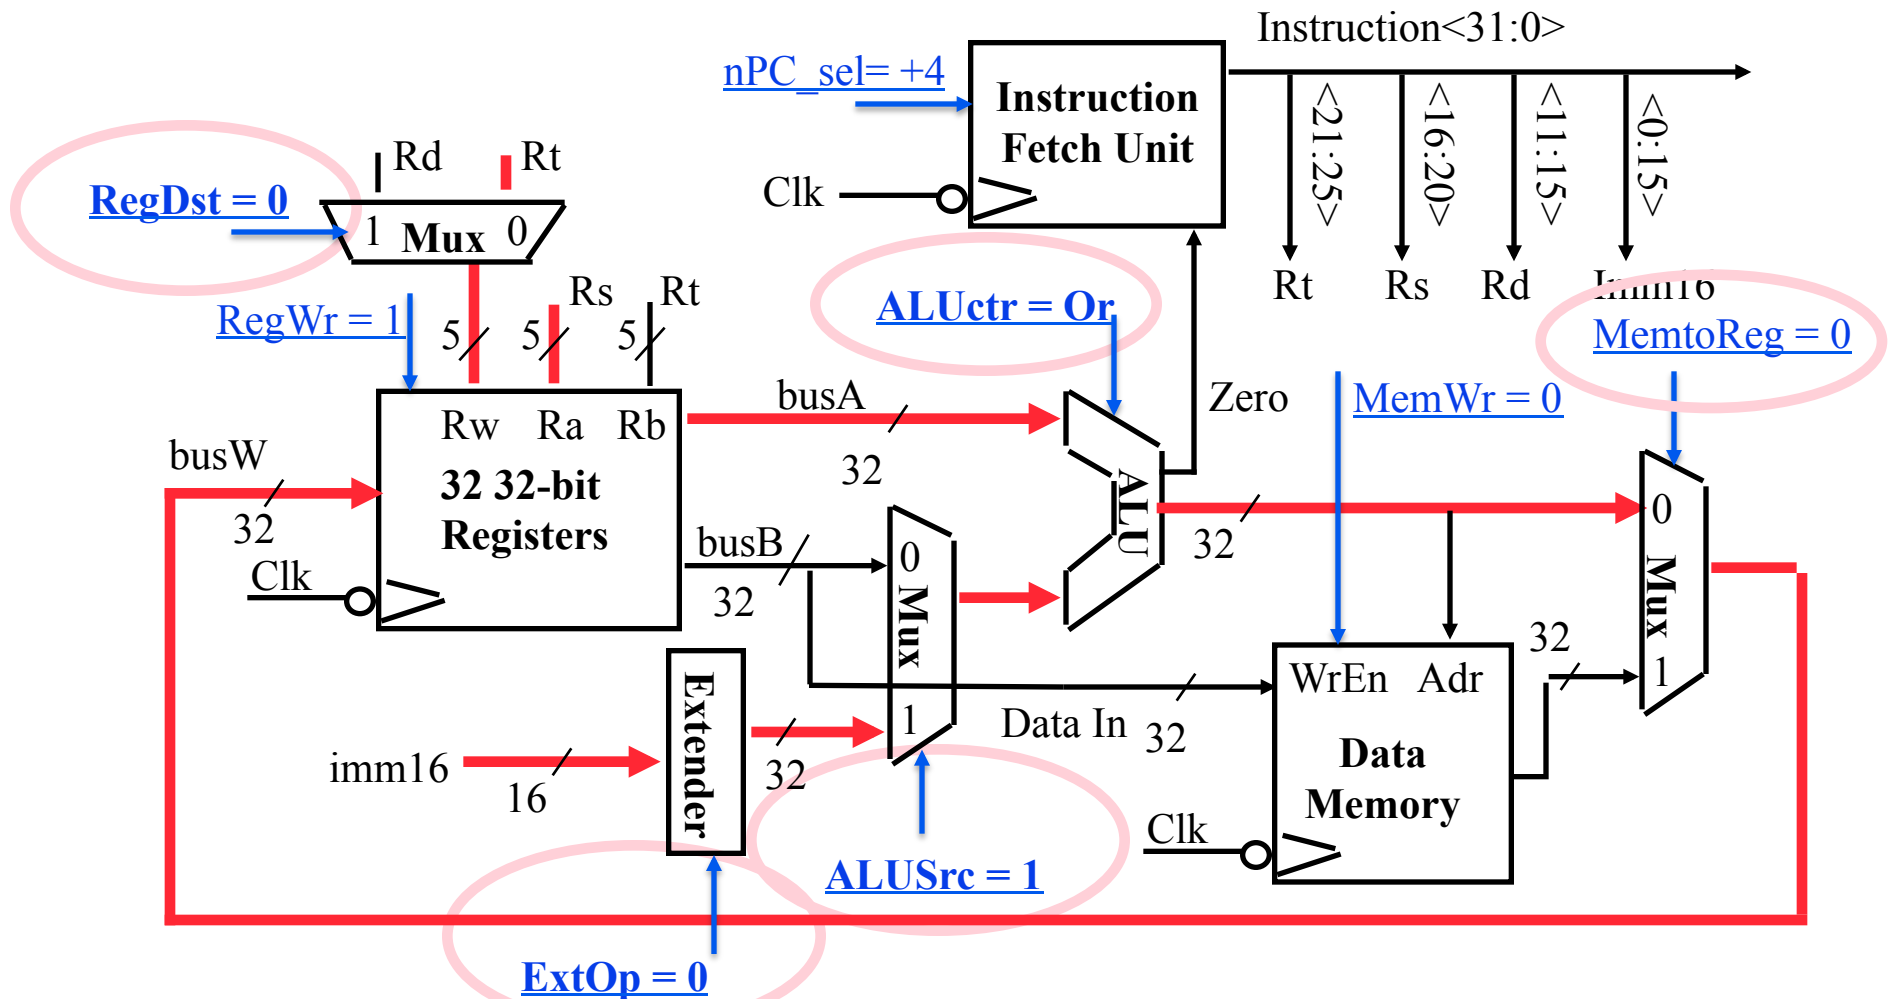 Instruction<31:0>
nPC_sel= +4
Instruction
Fetch Unit
Clk
<21:25>
<16:20>
<11:15>
<0:15>
Rt
Rs
Rd
Imm16
Rd
Rt
RegDst = 0
1
Mux
0
RegWr = 1
5
5
Rs
5
Rt
ALUctr = Or
MemtoReg = 0
Zero
MemWr = 0
busA
32
Rw
Ra
Rb
32 32-bit
Registers
busW
32
Clk
busB
32
0
Mux
1
ALU
32
0
Mux
1
32
WrEn
Adr
Data
Memory
Clk
Data In
32
Extender
imm16
16
32
ALUSrc = 1
ExtOp = 0